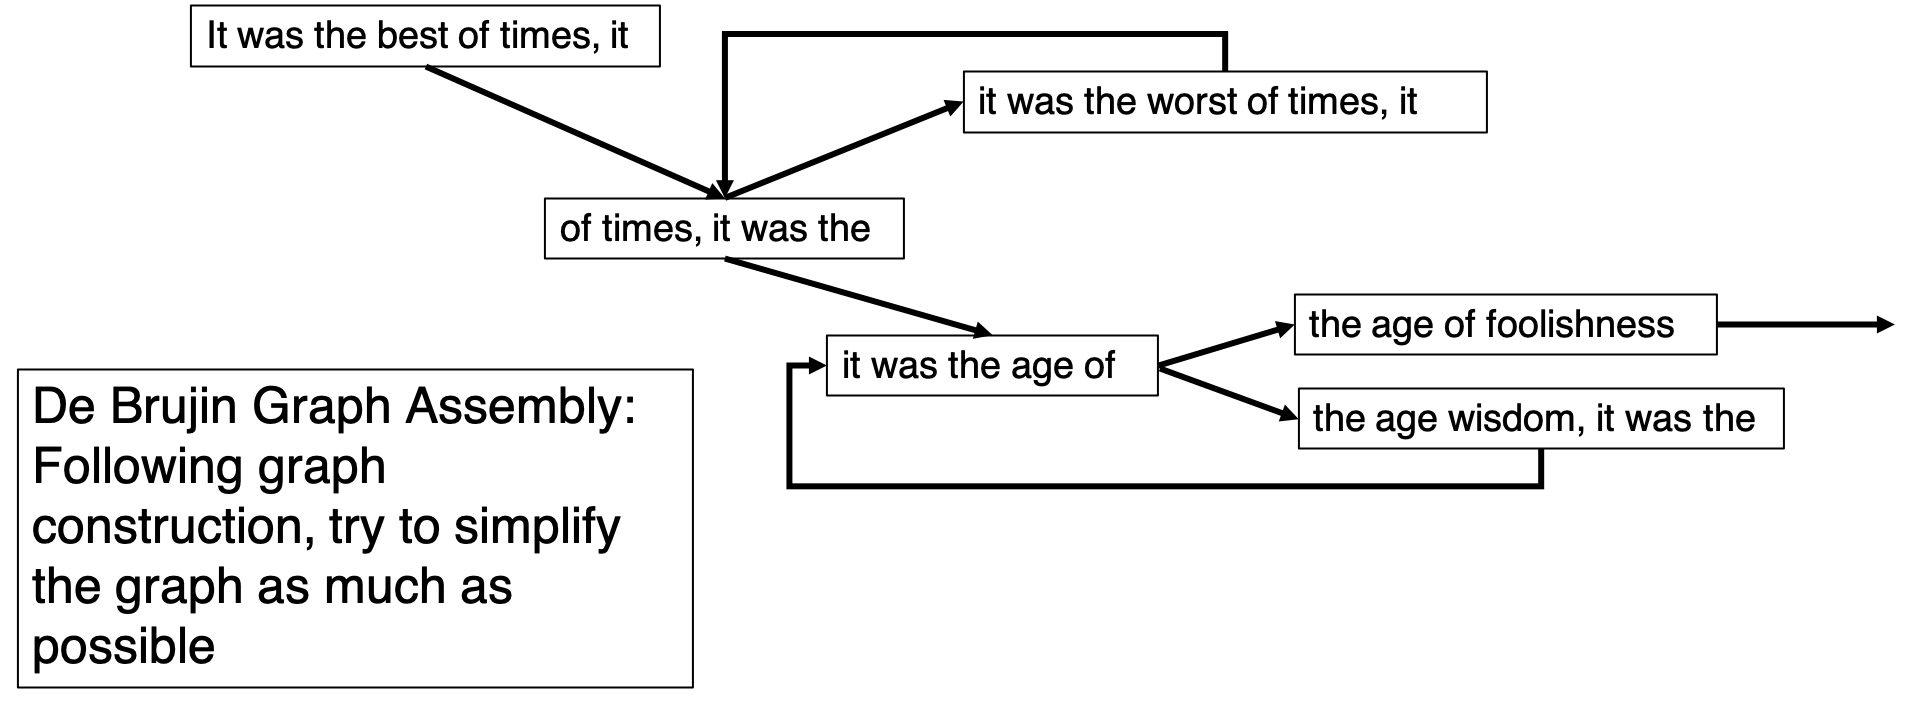 It was the best of times, it
it was the worst of times, it
of times, it was the
it was the age of
the age of foolishness
the age wisdom, it was the
De Brujin Graph Assembly:
Following graph
construction, try to simplify
the graph as much as
possible